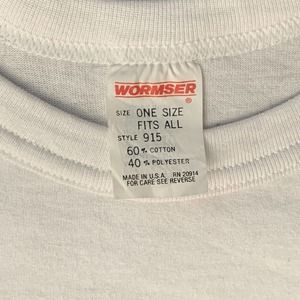 WORMSER
®
SIZE ONE SIZE
FITS ALL
STYLE 915
60% COTTON
40% POLYESTER
MADE IN U.S.A. RN 20914
FOR CARE SEE REVERSE